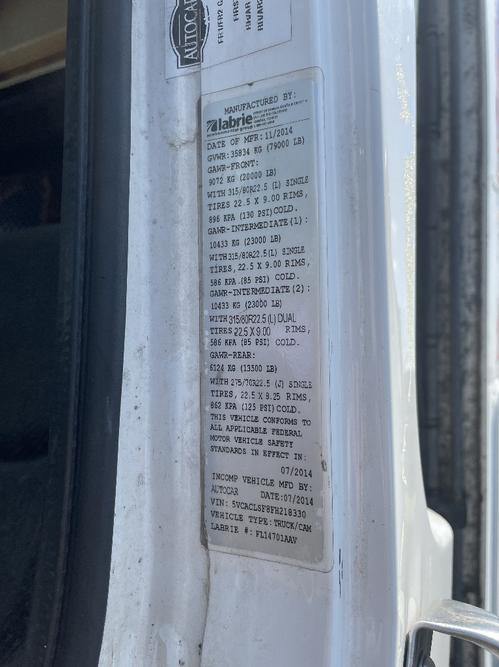 AUTOCAR
MANUFACTURED BY:
labrie
DATE OF MFR:11/2014
GVWR:35834 KG (79000 LB)
GAWR-FRONT:
9072 KG (20000 LB)
WITH 315/80R22.5 (L) SINGLE
TIRES 22.5 X 9.00 RIMS,
896 KPA (130 PSI)COLD.
GAWR-INTERMEDIATE(1):
10433 KG (23000 LB)
WITH 315/80R22.5(L) SINGLE
TIRES, 22.5 X 9.00 RIMS,
586 KPA (85 PSI) COLD.
GAWR-INTERMEDIATE(2):
10433 KG (23000 LB)
WITH 315/80R22.5 (L) DUAL
TIRES 22.5 X 9.00 RIMS,
586 KPA (85 PSI) COLD.
GAWR-REAR:
6124 KG (13500 LB)
WITH 275/70R22.5 (J) SINGLE
TIRES, 22.5 X 8.25 RIMS,
862 KPA (125 PSI)COLD.
THIS VEHICLE CONFORMS TO
ALL APPLICABLE FEDERAL
MOTOR VEHICLE SAFETY
STANDARDS IN EFFECT IN:
07/2014
INCOMP VEHICLE MFD BY:
AUTOCAR DATE:07/2014
VIN: 5VCACLSF8FH218330
VEHICLE TYPE:TRUCK/CAM
LABRIE #: FL14701AAV